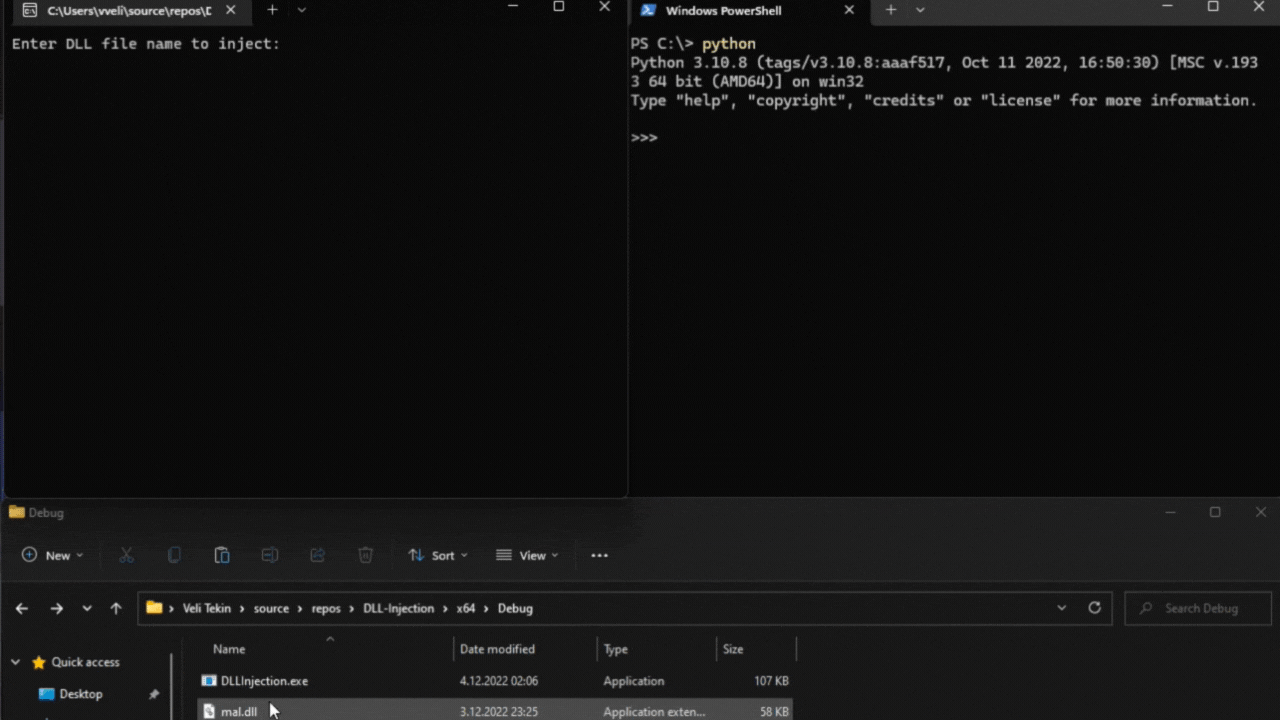 C:\Users\vveli\source\repos\D
Enter DLL file name to inject:
Windows PowerShell
PS C:\> python
Python 3.10.8 (tags/v3.10.8:aaaf517, Oct 11 2022, 16:50:30) [MSC v.193
3 64 bit (AMD64)] on win32
Type "help", "copyright", "credits" or "license" for more information.
>>>
Debug
New Sort View •••
› Veli Tekin › source › repos › DLL-Injection › x64 › Debug
Search Debug
Name Date modified Type Size
Quick access
DLLInjection.exe 4.12.2022 02:06 Application 107 KB
Desktop
mal.dll 3.12.2022 23:25 Application exten... 58 KB